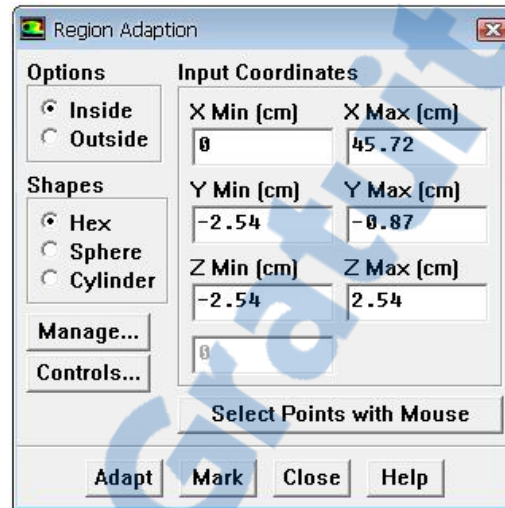 Region Adaption
Options
Inside
Outside
Shapes
Hex
Sphere
Cylinder
Manage...
Controls...
Input Coordinates
X Min (cm) X Max (cm)
0 45.72
Y Min (cm) Y Max (cm)
-2.54 -0.87
Z Min (cm) Z Max (cm)
-2.54 2.54
0
Select Points with Mouse
Adapt Mark Close Help
Gratuit